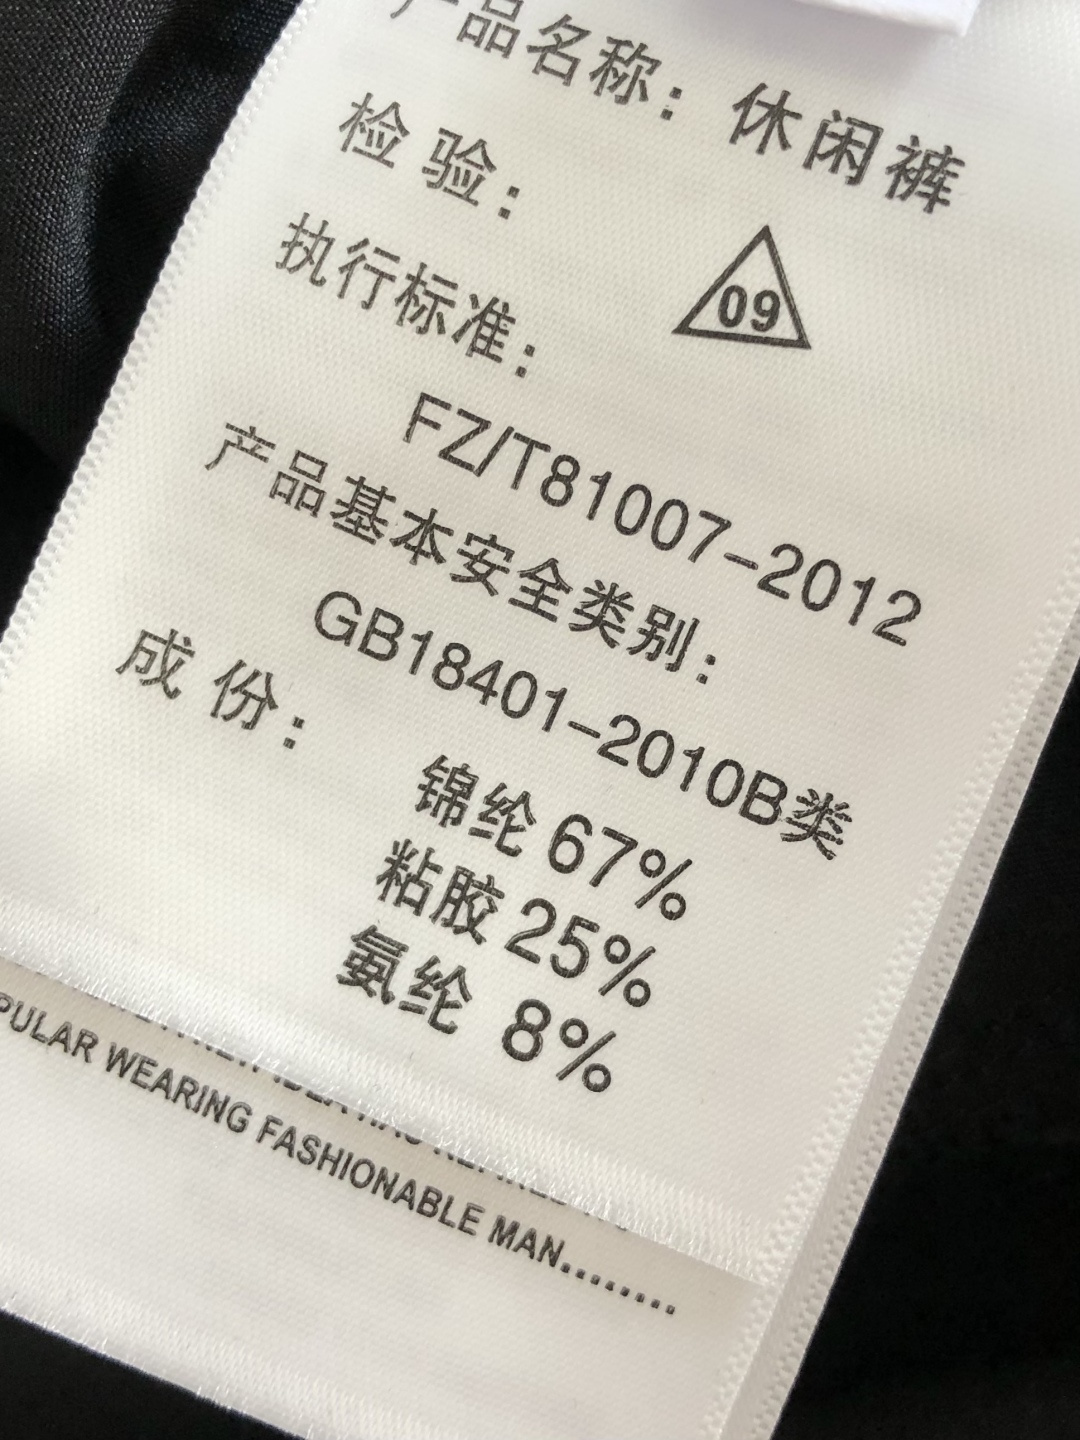 产品名称：休闲裤
检 验：
09
执行标准：
FZ/T81007-2012
产品基本安全类别：
GB18401-2010B类
成 份：
锦纶 67%
粘胶 25%
氨纶 8%
PULAR WEARING FASHIONABLE MAN........